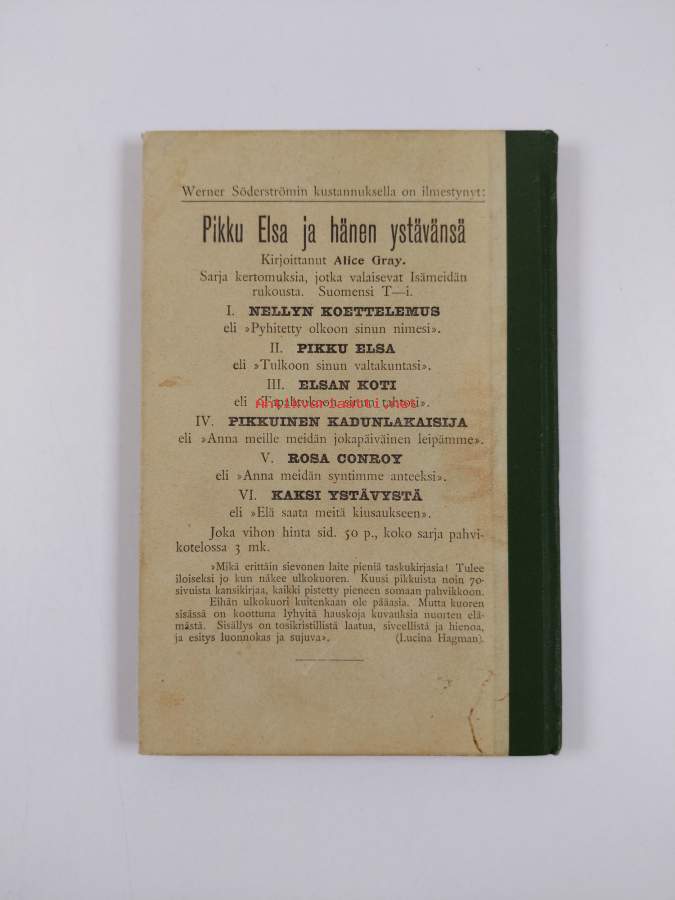 Werner Söderströmin kustannuksella on ilmestynyt:
Pikku Elsa ja hänen ystävänsä
Kirjoittanut Alice Gray.
Sarja kertomuksia, jotka valaisevat Isämeidän
rukousta. Suomensi T—i.
I. NELLYN KOETTELEMUS
eli »Pyhitetty olkoon sinun nimesi».
II. PIKKU ELSA
eli »Tulkoon sinun valtakuntasi».
III. ELSAN KOTI
eli »Tapahtukoon sinun tahtosi».
Antikvariaatti.net
IV. PIKKUINEN KADUNLAKAISIJA
eli »Anna meille meidän jokapäiväinen leipämme».
V. ROSA CONROY
eli »Anna meidän syntimme anteeksi».
VI. KAKSI YSTÄVYSTÄ
eli »Elä saata meitä kiusaukseen».
Joka vihon hinta sid. 50 p., koko sarja pahvi-
kotelossa 3 mk.
»Mikä erittäin sievonen laite pieniä taskukirjasia! Tulee
iloiseksi jo kun näkee ulkokuoren. Kuusi pikkuista noin 70-
sivuista kansikirjaa, kaikki pistetty pieneen somaan pahvikkoon.
Eihän ulkokuori kuitenkaan ole pääasia. Mutta kuoren
sisässä on koottuna lyhyitä hauskoja kuvauksia nuorten elä-
mästä. Sisällys on tosikristillistä laatua, siveellistä ja hienoa,
ja esitys luonnokas ja sujuva». (Lucina Hagman).